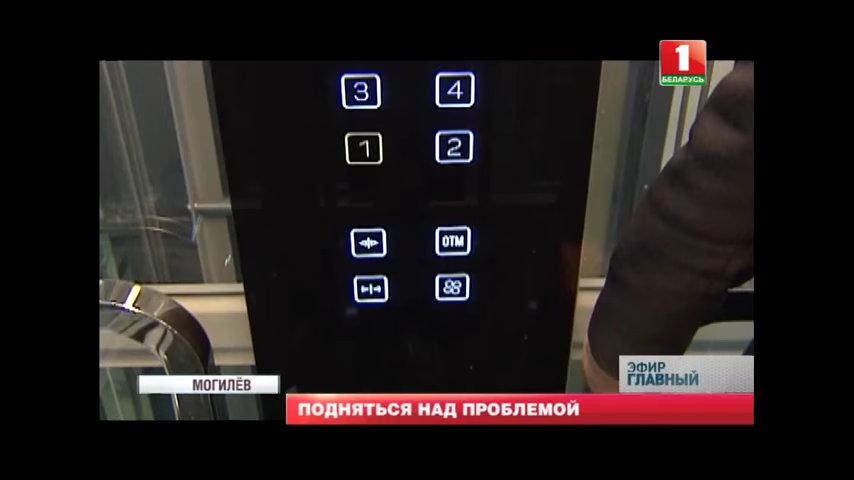 1
БЕЛАРУСЬ
3 4
1 2
ОТМ
ЭФИР
ГЛАВНЫЙ
МОГИЛЁВ
ПОДНЯТЬСЯ НАД ПРОБЛЕМОЙ